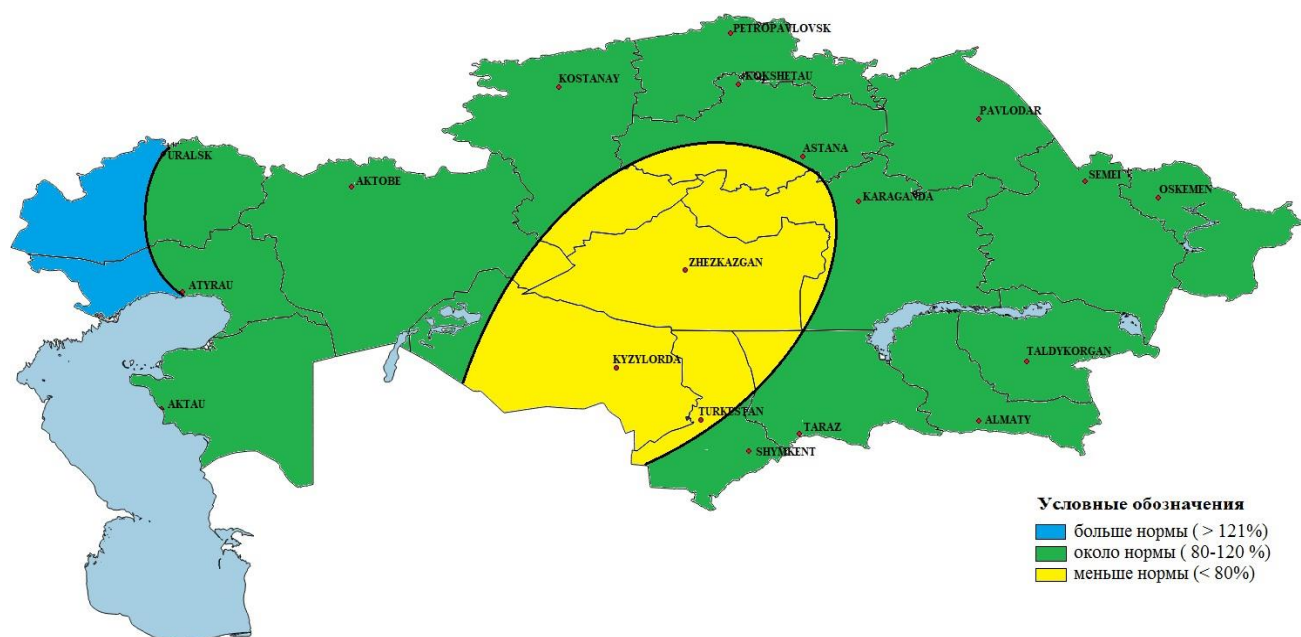 PETROPAVLOVSK
KOSTANAY
KOKSHETAU
PAVLODAR
URALSK
ASTANA
AKTOBE
SEMEI
OSKEMEN
KARAGANDA
ZHEZKAZGAN
ATYRAU
TALDYKORGAN
KYZYLORDA
AKTAU
TURKESTAN
ALMATY
TARAZ
SHYMKENT
Условные обозначения
больше нормы ( > 121%)
около нормы ( 80-120 %)
меньше нормы (< 80%)